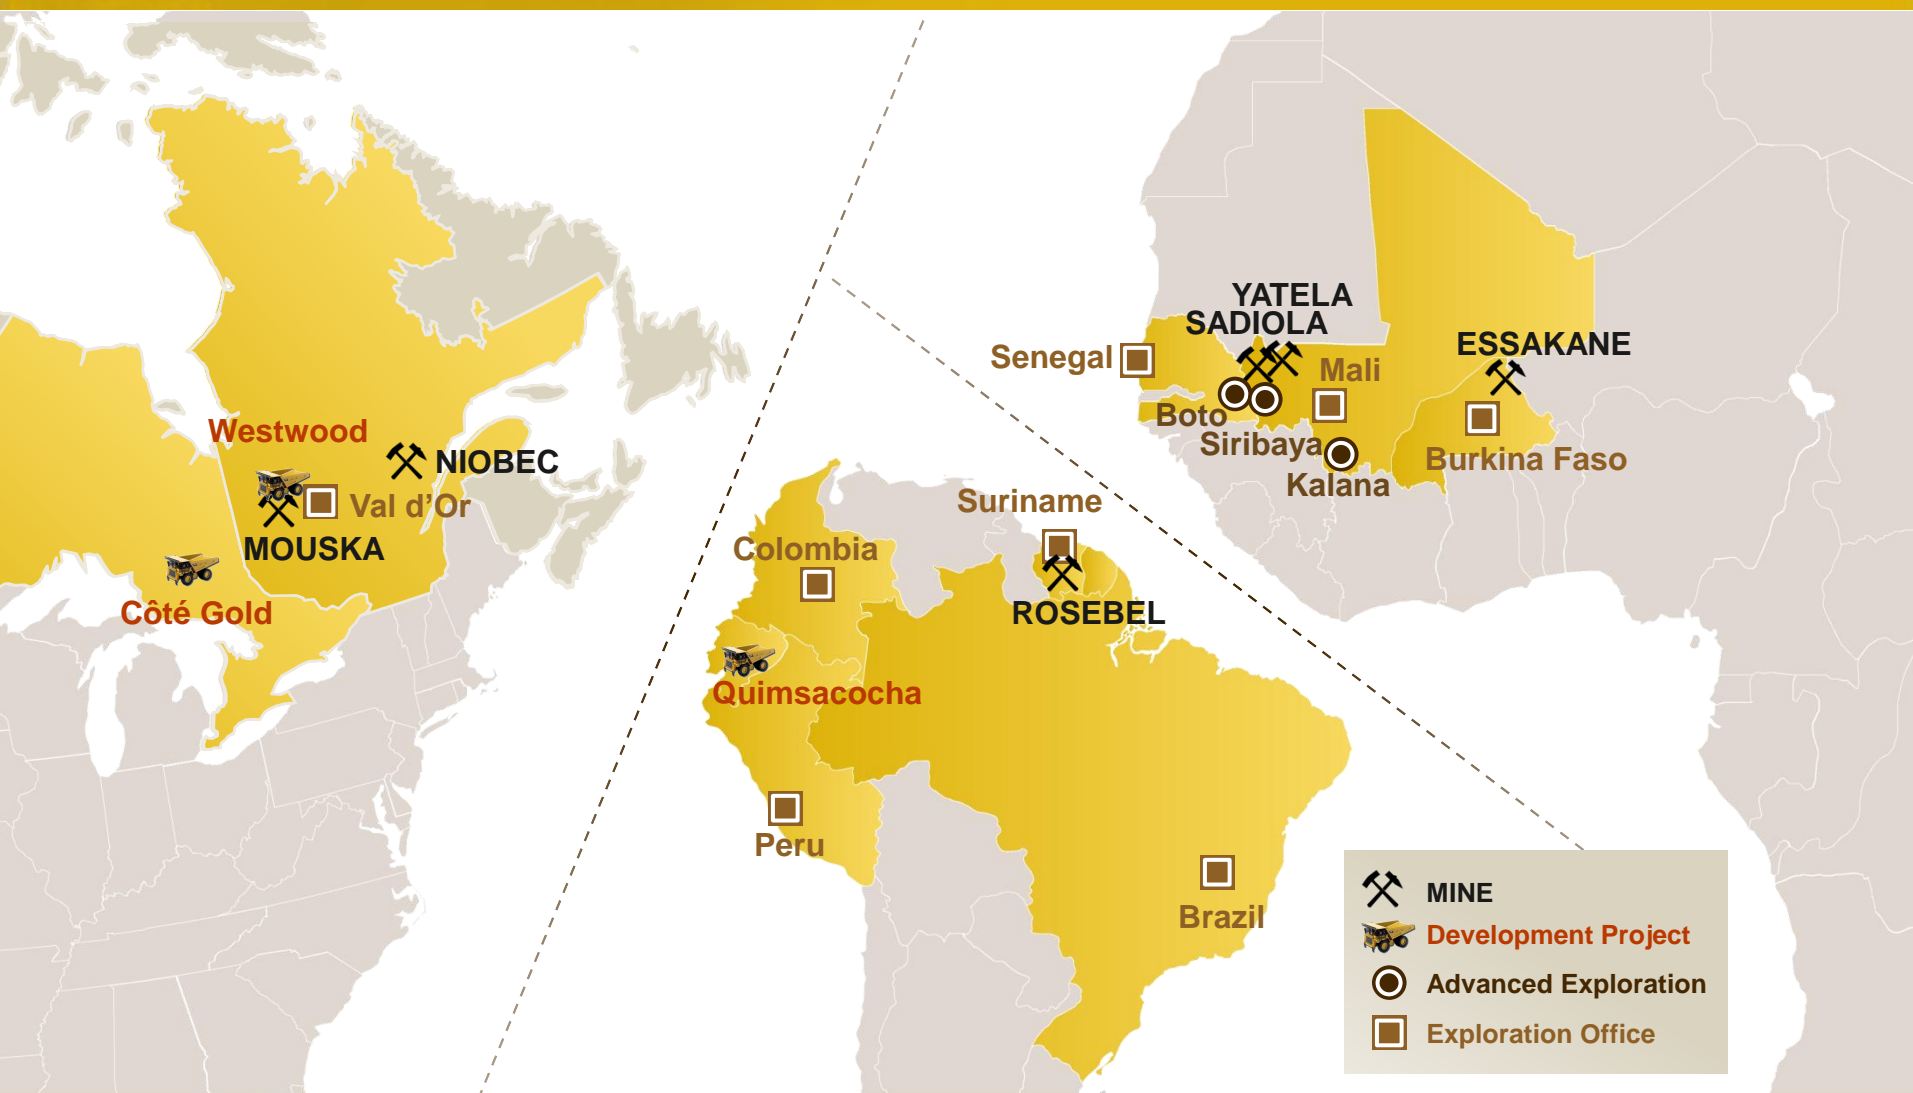 Westwood
NIOBEC
Val d’Or
MOUSKA
Côté Gold
YATELA
SADIOLA
ESSAKANE
Senegal
Mali
Boto
Siribaya
Kalana
Burkina Faso
Suriname
Colombia
ROSEBEL
Quimsacocha
Peru
Brazil
MINE
Development Project
Advanced Exploration
Exploration Office